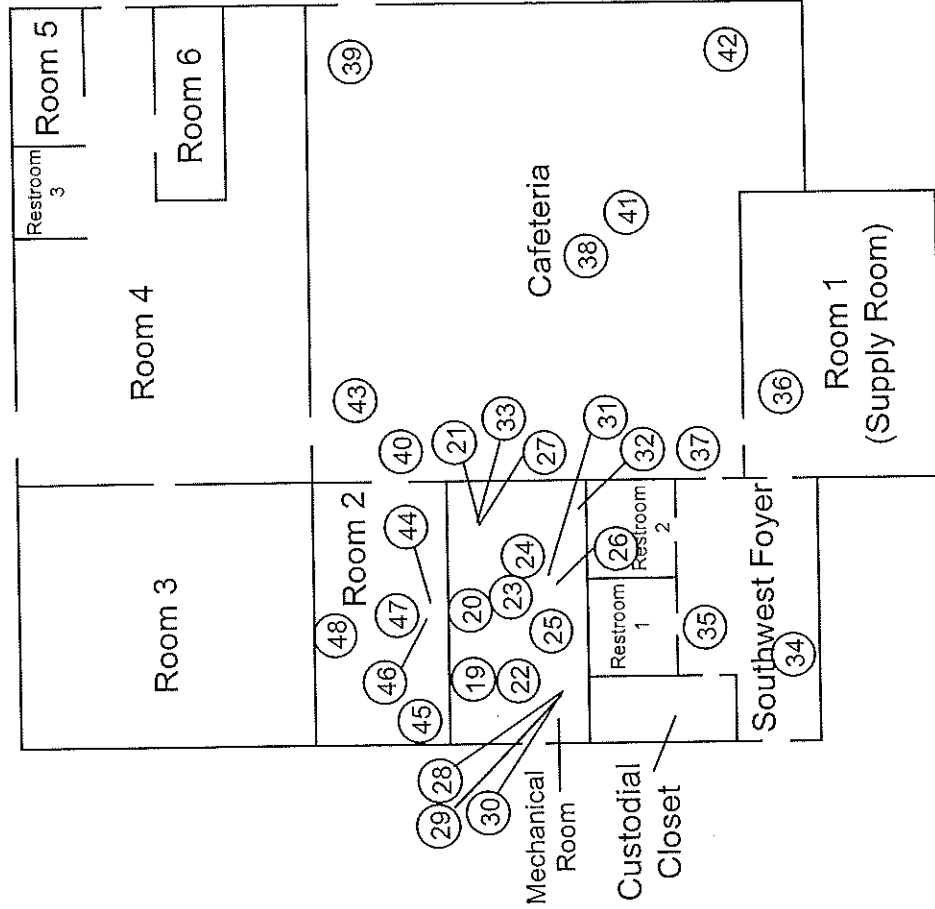 Restroom
3
Room 5
Room 4
Room 3
Room 6
48
43
39
Room 2
46
47
44
40
45
28
29
30
19
20
21
33
27
22
23
24
25
26
31
32
Mechanical
Room
Cafeteria
38
41
Restroom
1
Restroom
2
Custodial
Closet
35
37
42
Southwest Foyer
34
36
Room 1
(Supply Room)